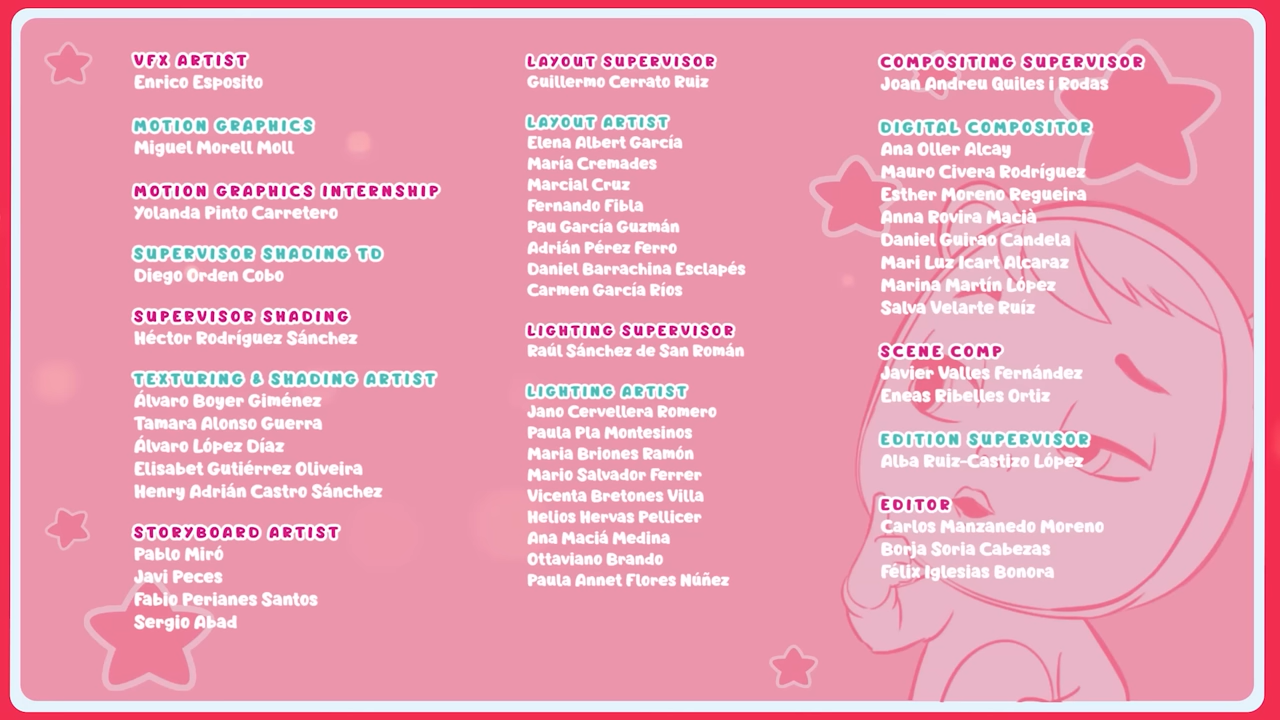 VFX ARTIST
Enrico Esposito
MOTION GRAPHICS
Miguel Morell Moll
MOTION GRAPHICS INTERNSHIP
Yolanda Pinto Carretero
SUPERVISOR SHADING TD
Diego Orden Cobo
SUPERVISOR SHADING
Héctor Rodríguez Sánchez
TEXTURING & SHADING ARTIST
Álvaro Boyer Giménez
Tamara Alonso Guerra
Álvaro López Díaz
Elisabet Gutiérrez Oliveira
Henry Adrián Castro Sánchez
STORYBOARD ARTIST
Pablo Miró
Javi Peces
Fabio Perianes Santos
Sergio Abad
LAYOUT SUPERVISOR
Guillermo Cerrato Ruiz
LAYOUT ARTIST
Elena Albert García
María Cremades
Marcial Cruz
Fernando Fibla
Pau García Guzmán
Adrián Pérez Ferro
Daniel Barrachina Esclapés
Carmen García Ríos
LIGHTING SUPERVISOR
Raúl Sánchez de San Román
LIGHTING ARTIST
Jano Cervellera Romero
Paula Pla Montesinos
Maria Briones Ramón
Mario Salvador Ferrer
Vicenta Bretones Villa
Helios Hervas Pellicer
Ana Maciá Medina
Ottaviano Brando
Paula Annet Flores Núñez
COMPOSITING SUPERVISOR
Joan Andreu Quiles i Rodas
DIGITAL COMPOSITOR
Ana Oller Alcay
Mauro Civera Rodríguez
Esther Moreno Regueira
Anna Rovira Macià
Daniel Guirao Candela
Mari Luz Icart Alcaraz
Marina Martín López
Salva Velarte Ruíz
SCENE COMP
Javier Valles Fernández
Eneas Ribelles Ortiz
EDITION SUPERVISOR
Alba Ruiz-Castizo López
EDITOR
Carlos Manzanedo Moreno
Borja Soria Cabezas
Félix Iglesias Bonora